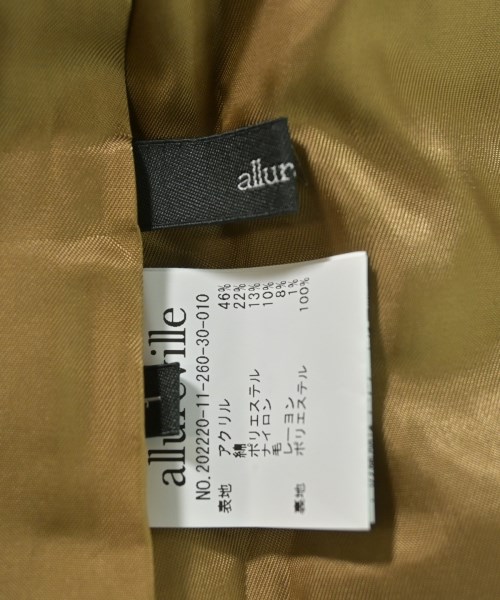 allur
allureville
1
NO.202220-11-260-30-010
表地 アクリル 46%
綿 22%
ポリエステル 13%
ナイロン 10%
毛 8%
レーヨン 1%
裏地 ポリエステル 100%